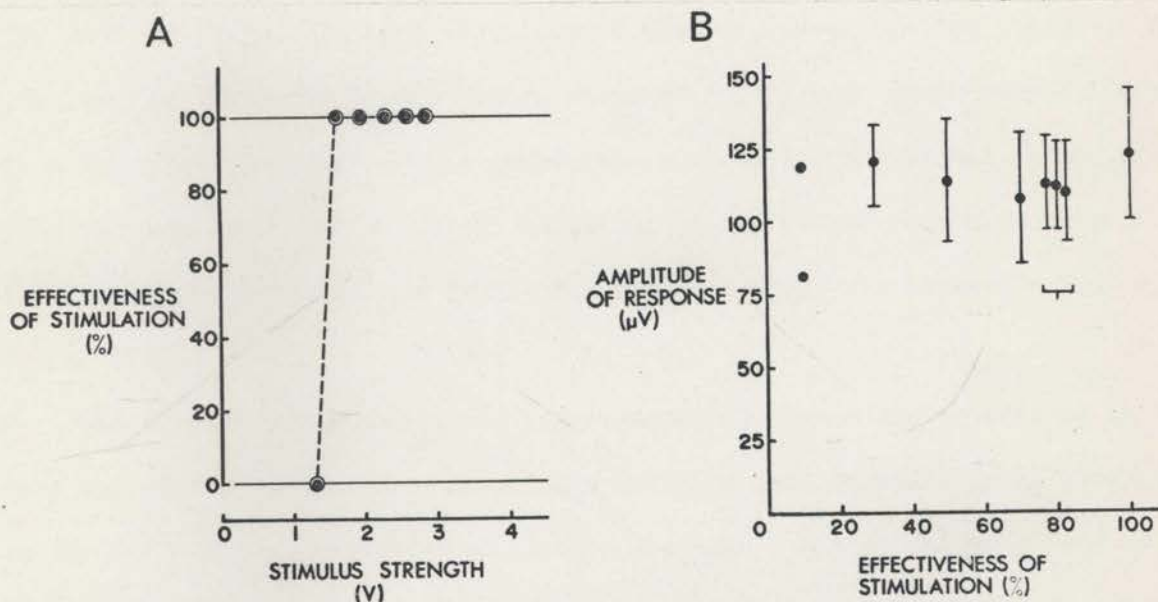 A
100
80
60
40
20
0
EFFECTIVENESS
OF STIMULATION
(%)
0 1 2 3 4
STIMULUS STRENGTH
(V)
B
150
125
100
75
50
25
AMPLITUDE
OF RESPONSE
(µV)
0 20 40 60 80 100
EFFECTIVENESS OF
STIMULATION (%)